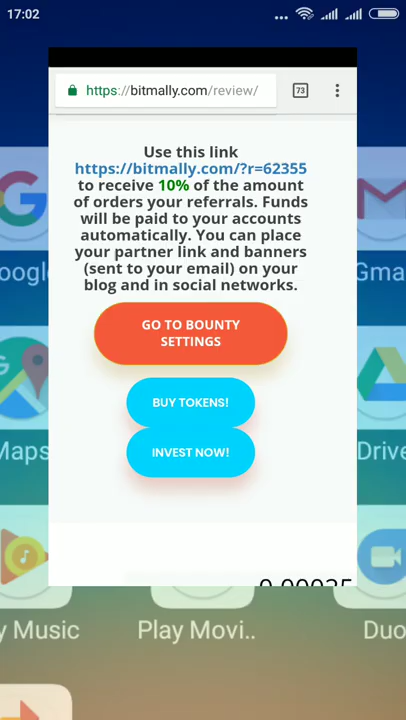 17:02
https://bitmally.com/review/
73
Use this link
https://bitmally.com/?r=62355
to receive 10% of the amount
of orders your referrals. Funds
will be paid to your accounts
automatically. You can place
your partner link and banners
(sent to your email) on your
blog and in social networks.
GO TO BOUNTY
SETTINGS
BUY TOKENS!
INVEST NOW!
oogle
Gma
Maps
Drive
y Music
Play Movi..
Duo